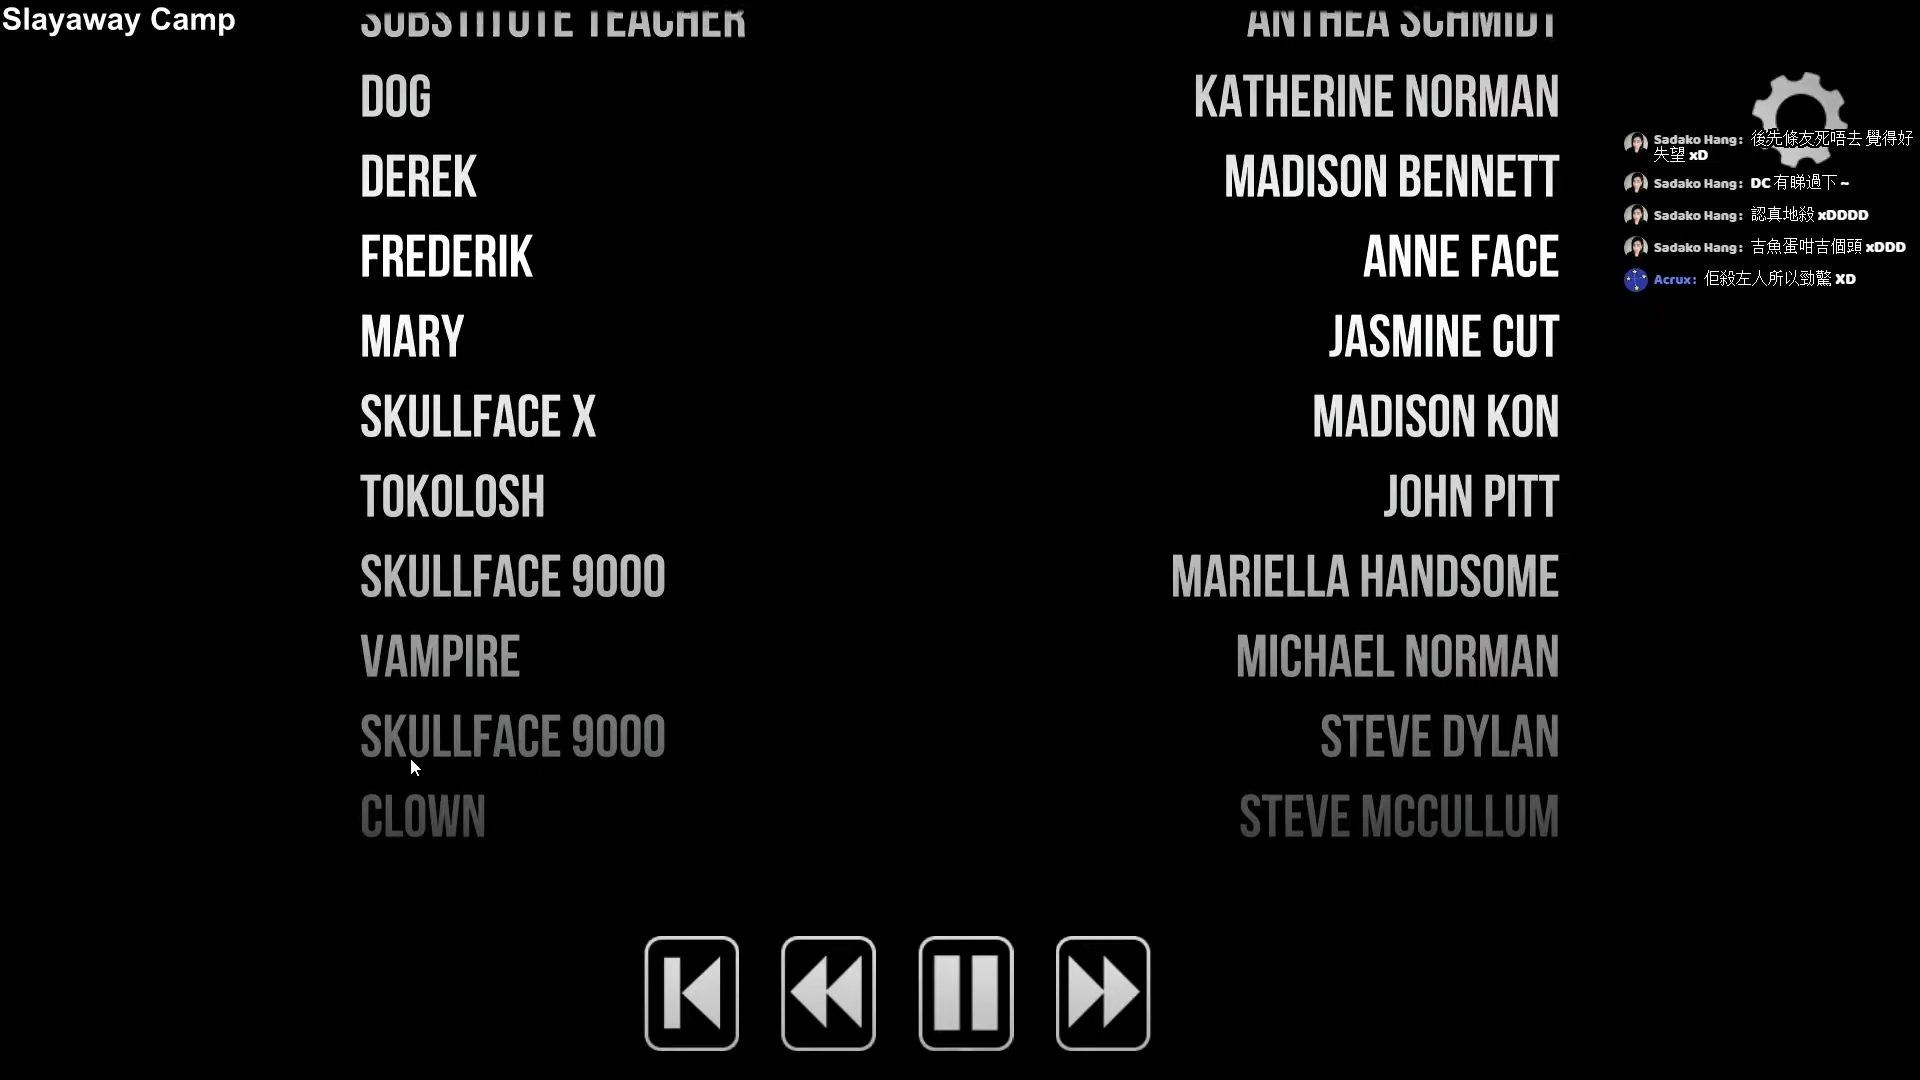 Slayaway Camp
SUBSTITUTE TEACHER ANTHEA SCHMIDT
DOG KATHERINE NORMAN
DEREK MADISON BENNETT
FREDERIK ANNE FACE
MARY JASMINE CUT
SKULLFACE X MADISON KON
TOKOLOSH JOHN PITT
SKULLFACE 9000 MARIELLA HANDSOME
VAMPIRE MICHAEL NORMAN
SKULLFACE 9000 STEVE DYLAN
CLOWN STEVE MCCULLUM
Sadako Hang: 後先條友死唔去 覺得好
失望 xD
Sadako Hang: DC 有睇過下 ~
Sadako Hang: 認真地殺 xDDDD
Sadako Hang: 吉魚蛋咁吉個頭 xDDD
Acrux: 佢殺左人所以勁驚 XD